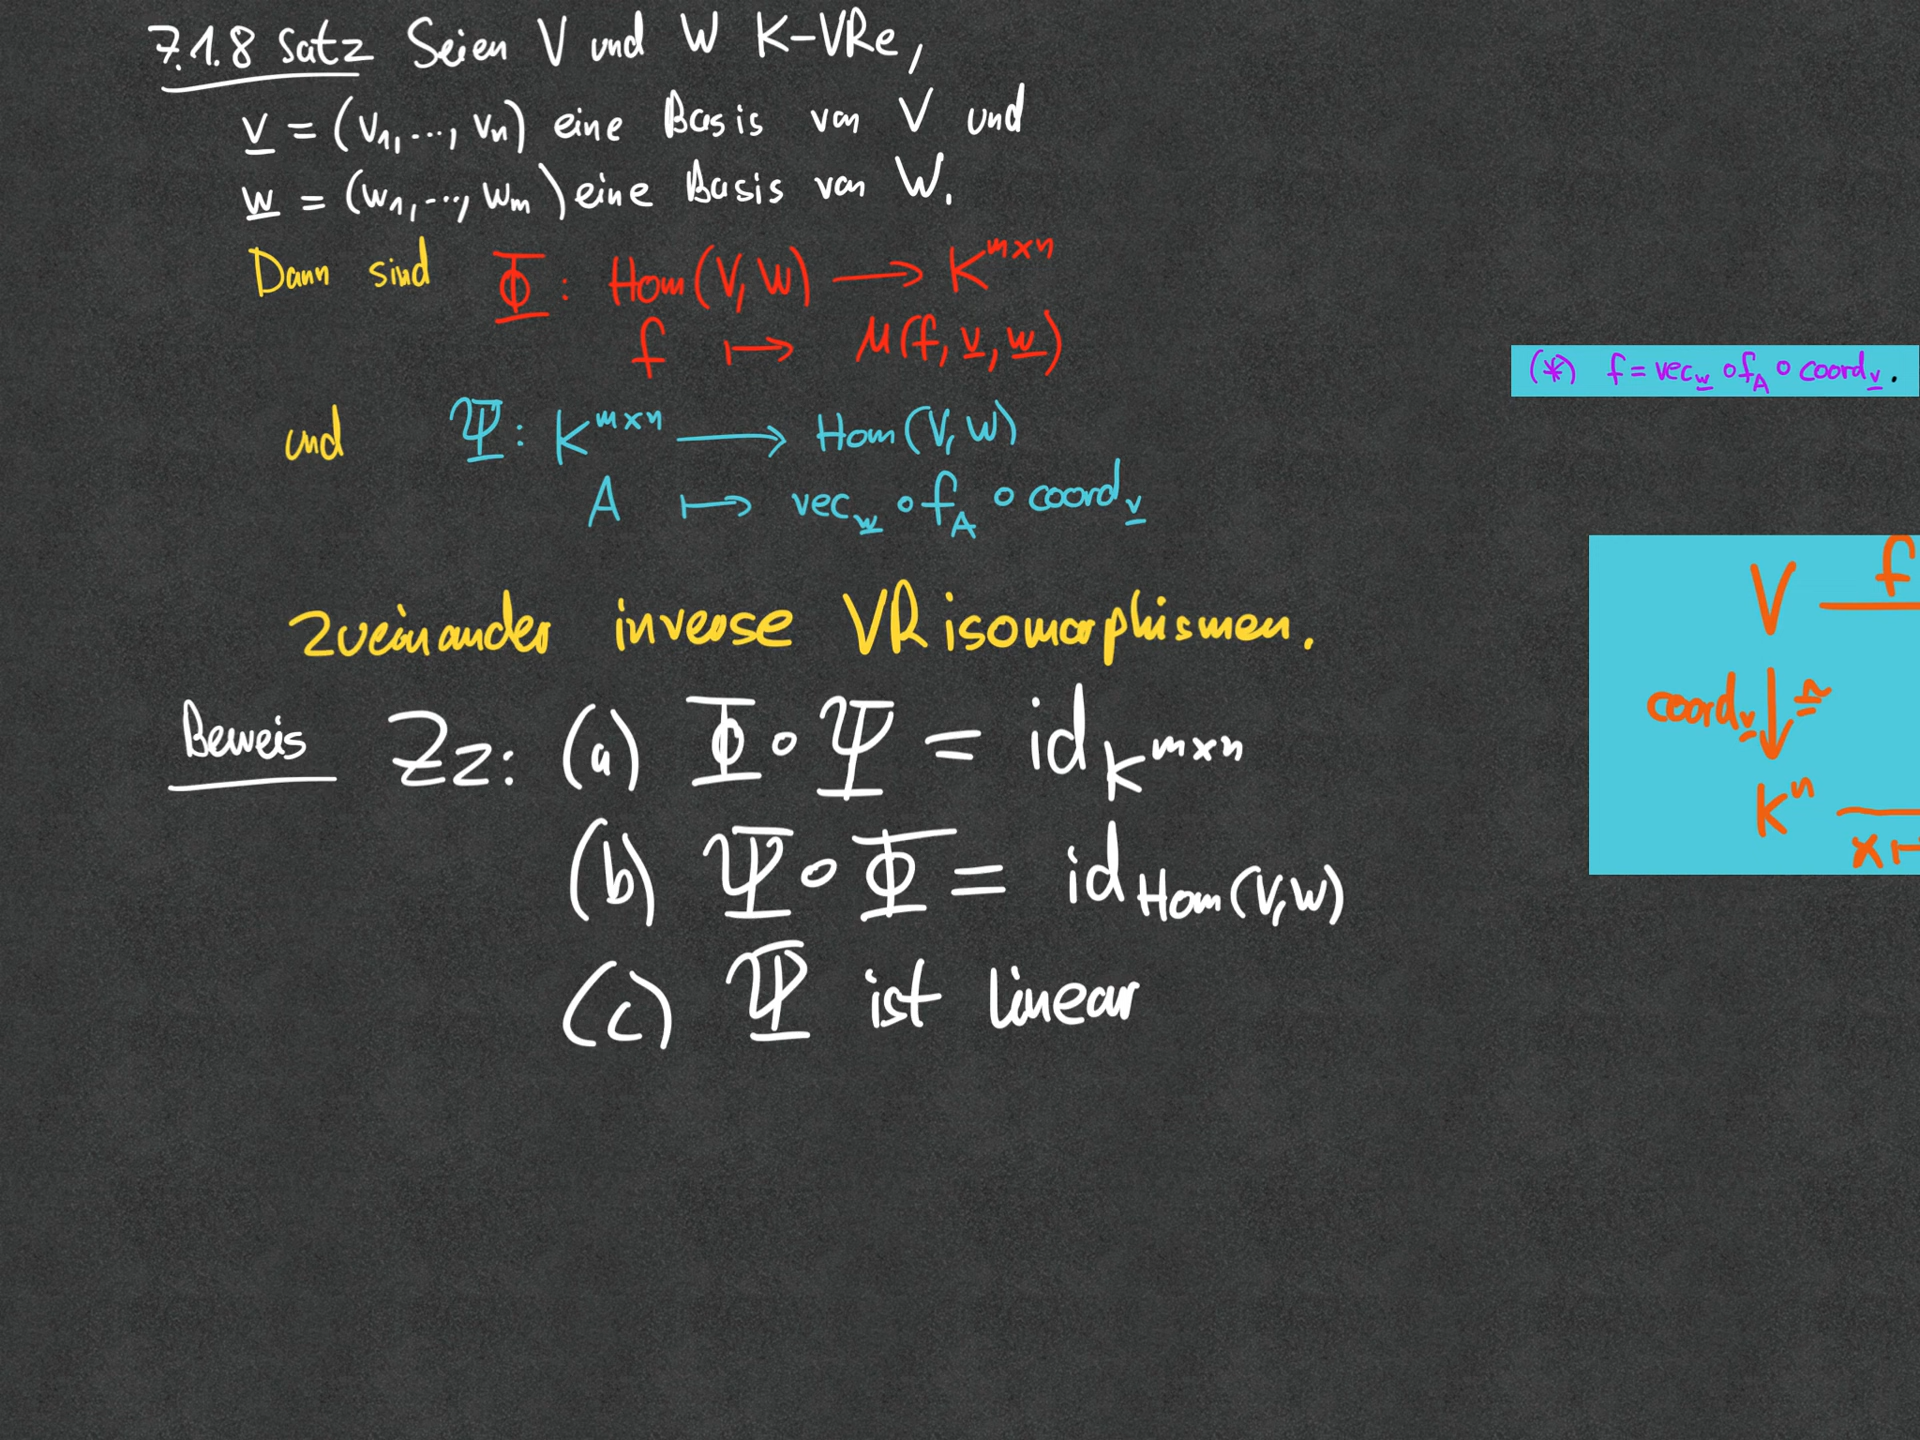 7.1.8 Satz Seien V und W K-VRe,
v = (v₁, ..., vₙ) eine Basis von V und
w = (w₁, ..., wₘ) eine Basis von W.
Dann sind Φ : Hom(V, W) ⟶ K^{m×n}
f ⟼ M(f, v, w)
und Ψ : K^{m×n} ⟶ Hom(V, W)
A ⟼ vec_w ∘ f_A ∘ coord_v
zueinander inverse VRisomorphismen.
Beweis Zz: (a) Φ ∘ Ψ = id_{K^{m×n}}
(b) Ψ ∘ Φ = id_{Hom(V,W)}
(c) Ψ ist linear
(*) f = vec_w ∘ f_A ∘ coord_v.
V f
coord_v ≅
Kⁿ
x ↦